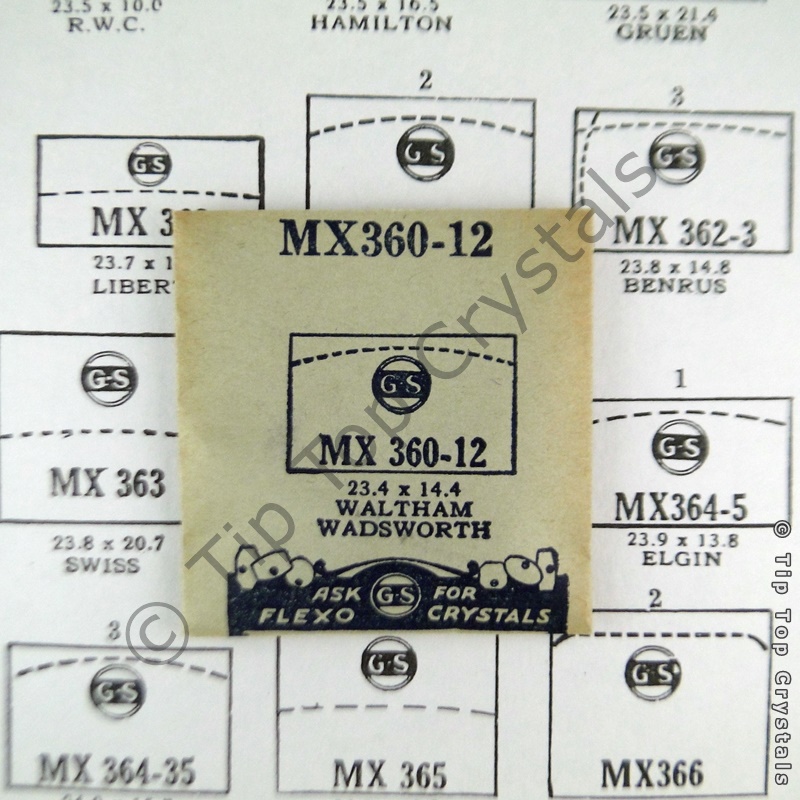 23.5 x 10.0
R.W.C.
23.5 x 16.5
HAMILTON
23.5 x 21.4
GRUEN
2
3
G-S
G-S
G-S
MX 362-3
23.8 x 14.8
BENRUS
23.7 x
MX360-12
G-S
MX 360-12
23.4 x 14.4
WALTHAM
WADSWORTH
ASK G-S FOR
FLEXO CRYSTALS
G-S
MX 363
23.8 x 20.7
SWISS
1
G-S
MX364-5
23.9 x 13.8
ELGIN
3
G-S
MX 364-35
G-S
MX 365
2
G-S
MX366
© Tip Top Crystals
© Tip Top Crystals